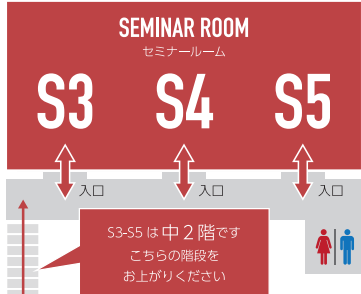 SEMINAR ROOM
セミナールーム
S3 S4 S5
入口 入口 入口
S3-S5 は中2階です
こちらの階段を
お上がりください